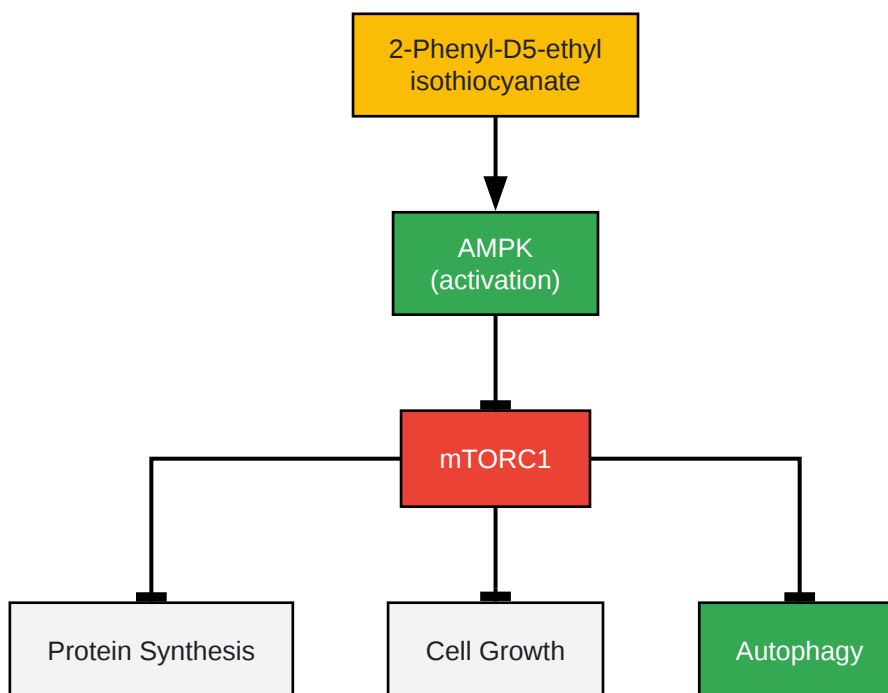 2-Phenyl-D5-ethyl
isothiocyanate
AMPK
(activation)
mTORC1
Protein Synthesis
Cell Growth
Autophagy